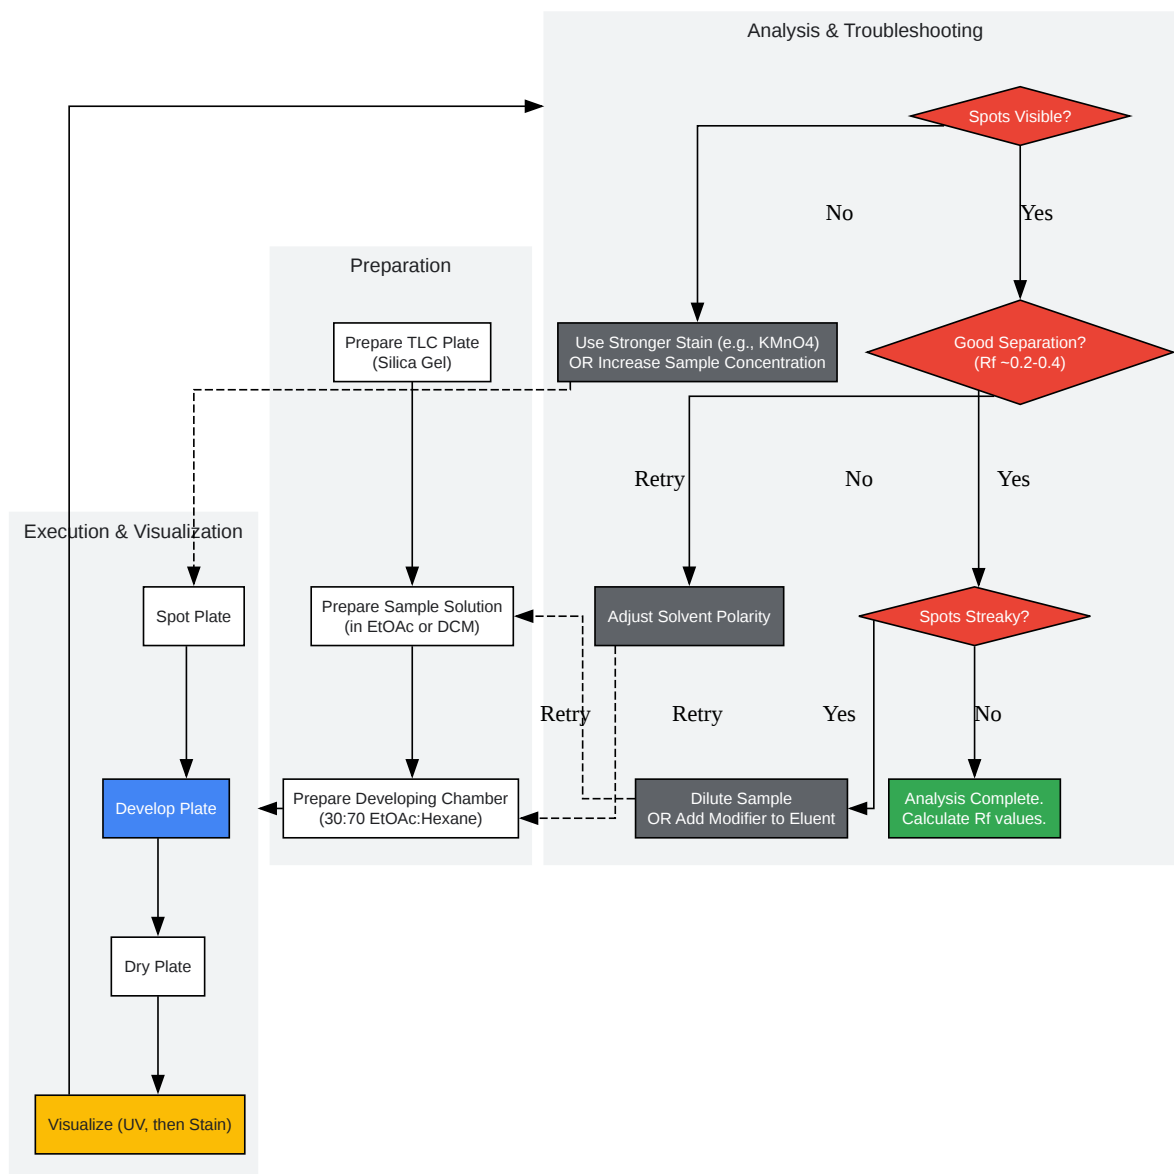 Analysis & Troubleshooting
Spots Visible?
No
Yes
Preparation
Prepare TLC Plate
(Silica Gel)
Use Stronger Stain (e.g., KMnO4)
OR Increase Sample Concentration
Good Separation?
(Rf ~0.2-0.4)
Retry
No
Yes
Execution & Visualization
Spot Plate
Prepare Sample Solution
(in EtOAc or DCM)
Adjust Solvent Polarity
Spots Streaky?
Retry
Retry
Yes
No
Develop Plate
Prepare Developing Chamber
(30:70 EtOAc:Hexane)
Dilute Sample
OR Add Modifier to Eluent
Analysis Complete.
Calculate Rf values.
Dry Plate
Visualize (UV, then Stain)